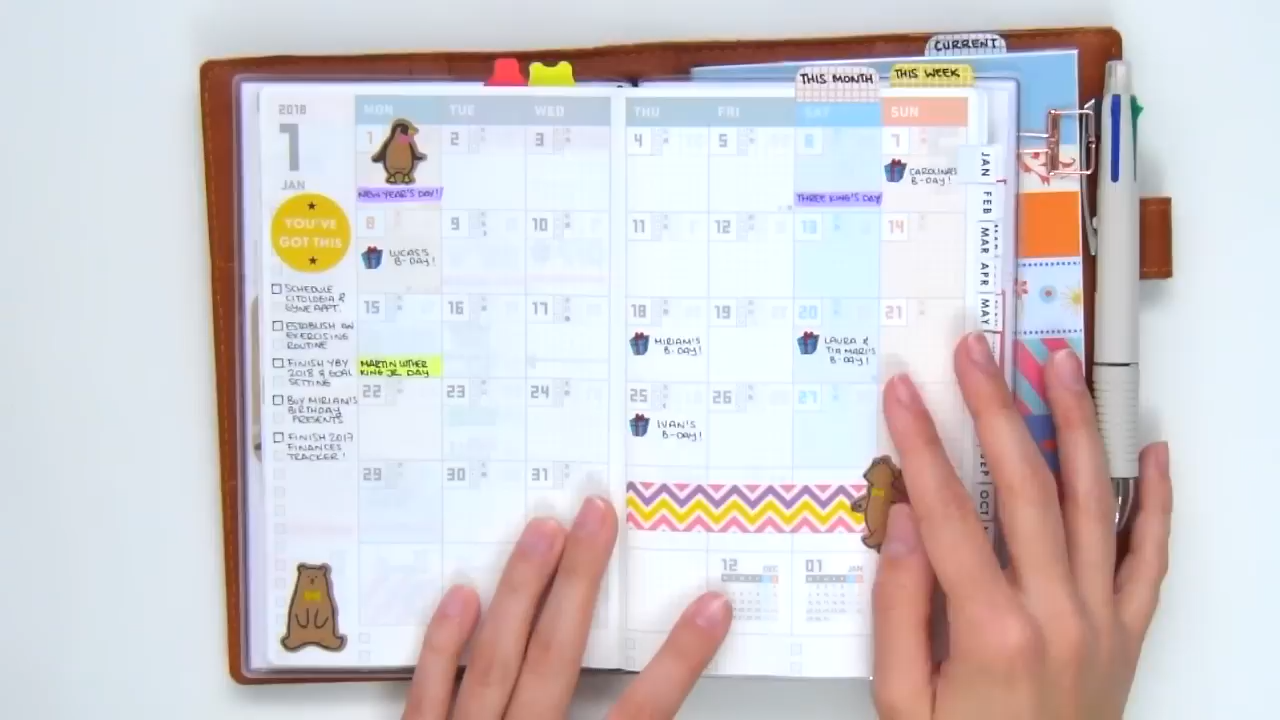 CURRENT
THIS MONTH
THIS WEEK
2018
1
JAN
MON TUE WED THU FRI SAT SUN
1 2 3 4 5 6 7
CAROLINA'S
B-DAY!
NEW YEAR'S DAY!
THREE KING'S DAY
YOU'VE
GOT THIS
8 9 10 11 12 13 14
LUCAS'S
B-DAY!
SCHEDULE
CITOLOGIA &
GYNE APPT.
ESTABLISH AN
EXERCISING
ROUTINE
FINISH YBY
2018 & GOAL
SETTING
BUY MIRIAM'S
BIRTHDAY
PRESENTS
FINISH 2017
FINANCES
TRACKER!
15 16 17 18 19 20 21
MIRIAM'S
B-DAY!
LAURA &
TIA MARI'S
B-DAY!
MARTIN LUTHER
KING JR. DAY
22 23 24 25 26 27
IVAN'S
B-DAY!
29 30 31
12 DEC
01 JAN
JAN
FEB
MAR
APR
MAY
SEP
OCT